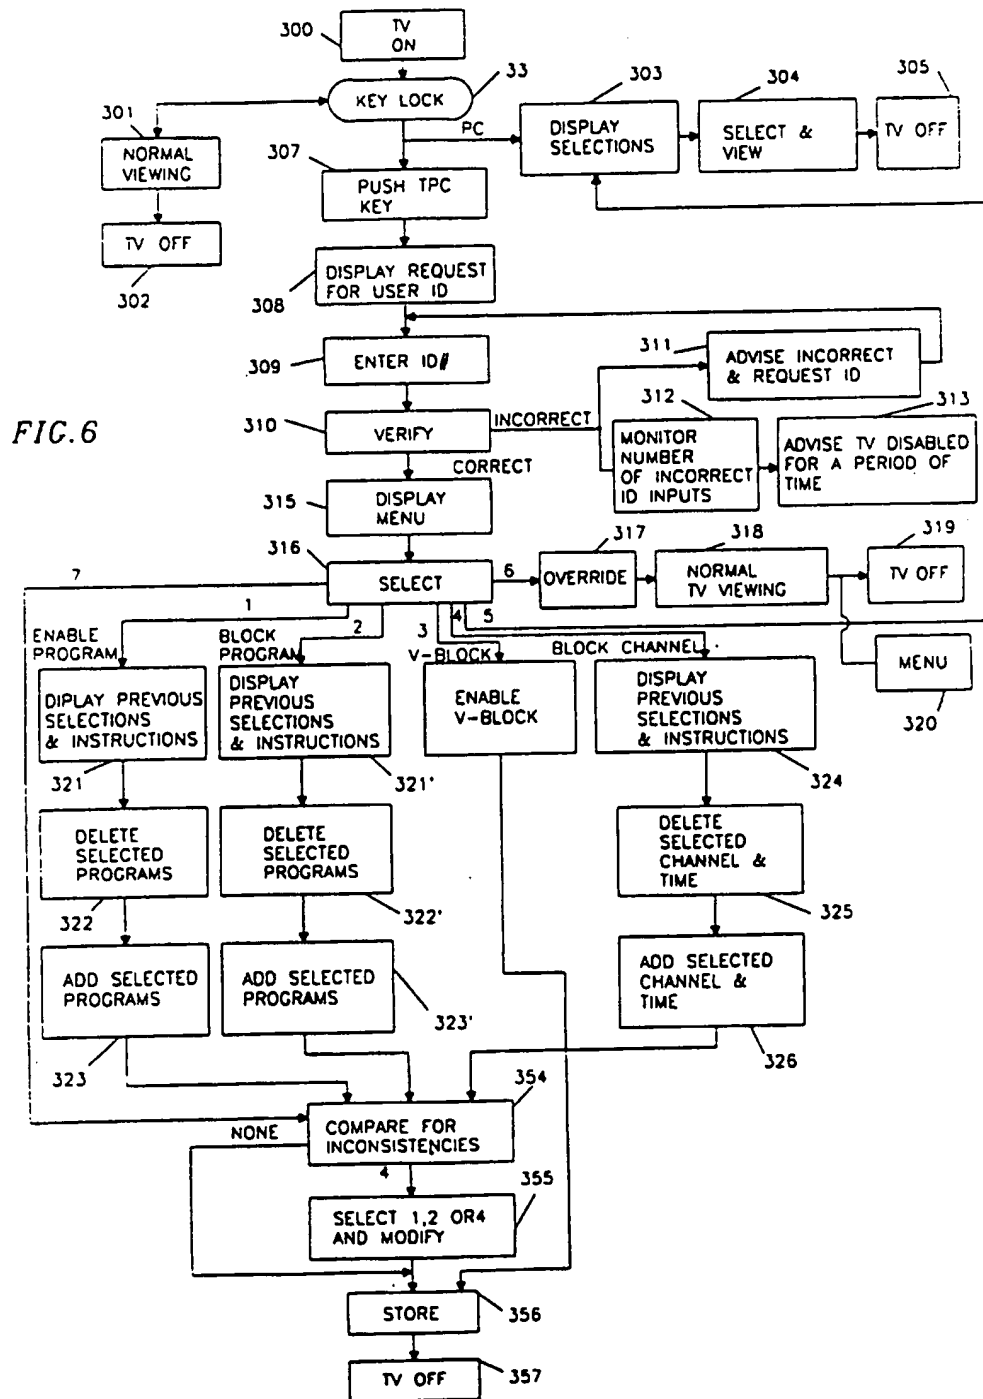 300
TV
ON
33
KEY LOCK
303
304
305
301
PC
DISPLAY
SELECTIONS
SELECT &
VIEW
TV OFF
NORMAL
VIEWING
307
PUSH TPC
KEY
TV OFF
302
308
DISPLAY REQUEST
FOR USER ID
311
ADVISE INCORRECT
& REQUEST ID
309
ENTER ID#
312
313
FIG.6
310
VERIFY
INCORRECT
MONITOR
NUMBER
OF INCORRECT
ID INPUTS
ADVISE TV DISABLED
FOR A PERIOD OF
TIME
CORRECT
315
DISPLAY
MENU
316
317
318
319
7
SELECT
6
OVERRIDE
NORMAL
TV VIEWING
TV OFF
1
2
3
4
5
ENABLE
PROGRAM
BLOCK
PROGRAM
V-BLOCK
BLOCK CHANNEL
MENU
320
DIPLAY PREVIOUS
SELECTIONS
& INSTRUCTIONS
DISPLAY
PREVIOUS
SELECTIONS
& INSTRUCTIONS
ENABLE
V-BLOCK
DISPLAY
PREVIOUS
SELECTIONS
& INSTRUCTIONS
321
321'
324
DELETE
SELECTED
PROGRAMS
DELETE
SELECTED
PROGRAMS
DELETE
SELECTED
CHANNEL &
TIME
322
322'
325
ADD SELECTED
PROGRAMS
ADD SELECTED
PROGRAMS
ADD SELECTED
CHANNEL &
TIME
323
323'
326
354
NONE
COMPARE FOR
INCONSISTENCIES
4
355
SELECT 1,2 OR4
AND MODIFY
STORE
356
TV OFF
357